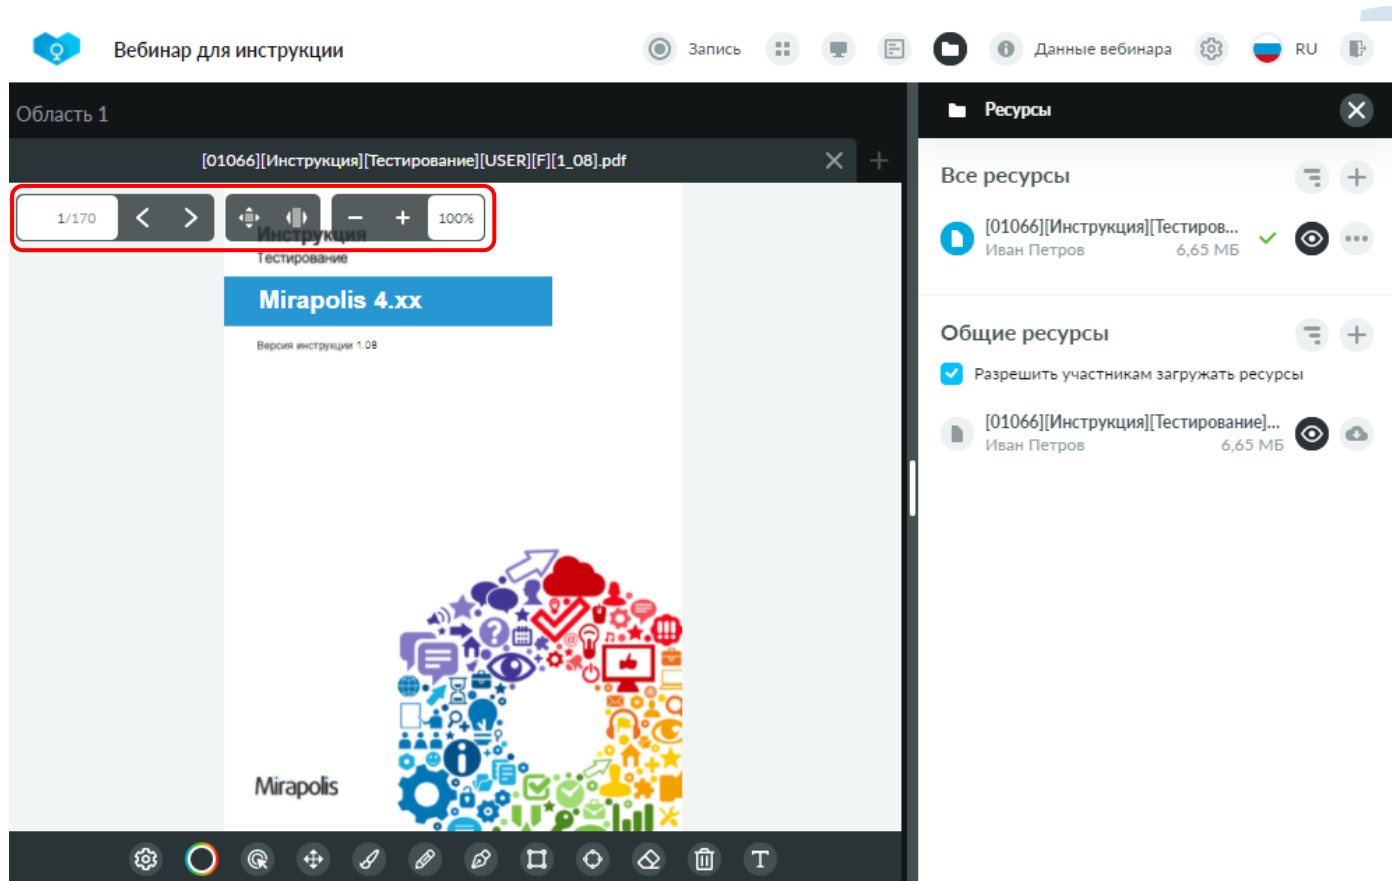 Вебинар для инструкции
Запись
Данные вебинара
RU
Область 1
[01066][Инструкция][Тестирование][USER][F][1_08].pdf
1/170
100%
Инструкция
Тестирование
Mirapolis 4.xx
Версия инструкции 1.08
Mirapolis
T
Ресурсы
Все ресурсы
[01066][Инструкция][Тестиров...
Иван Петров 6,65 МБ
Общие ресурсы
Разрешить участникам загружать ресурсы
[01066][Инструкция][Тестирование]...
Иван Петров 6,65 МБ